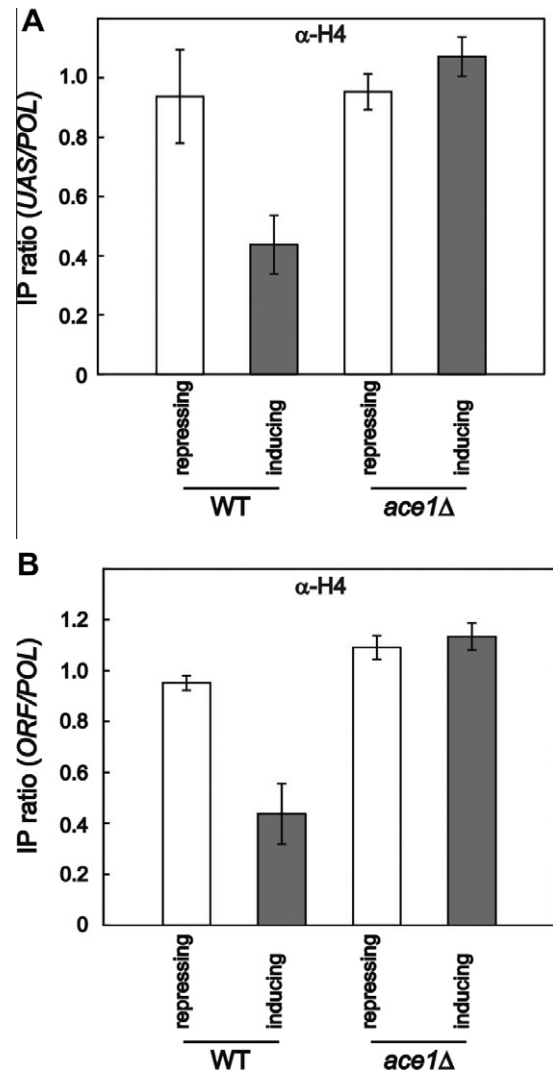 A
α-H4
IP ratio (UAS/POL)
1.0
0.8
0.6
0.4
0.2
0
repressing
inducing
repressing
inducing
WT
ace1Δ
B
α-H4
IP ratio (ORF/POL)
1.2
1.0
0.8
0.6
0.4
0.2
0
repressing
inducing
repressing
inducing
WT
ace1Δ